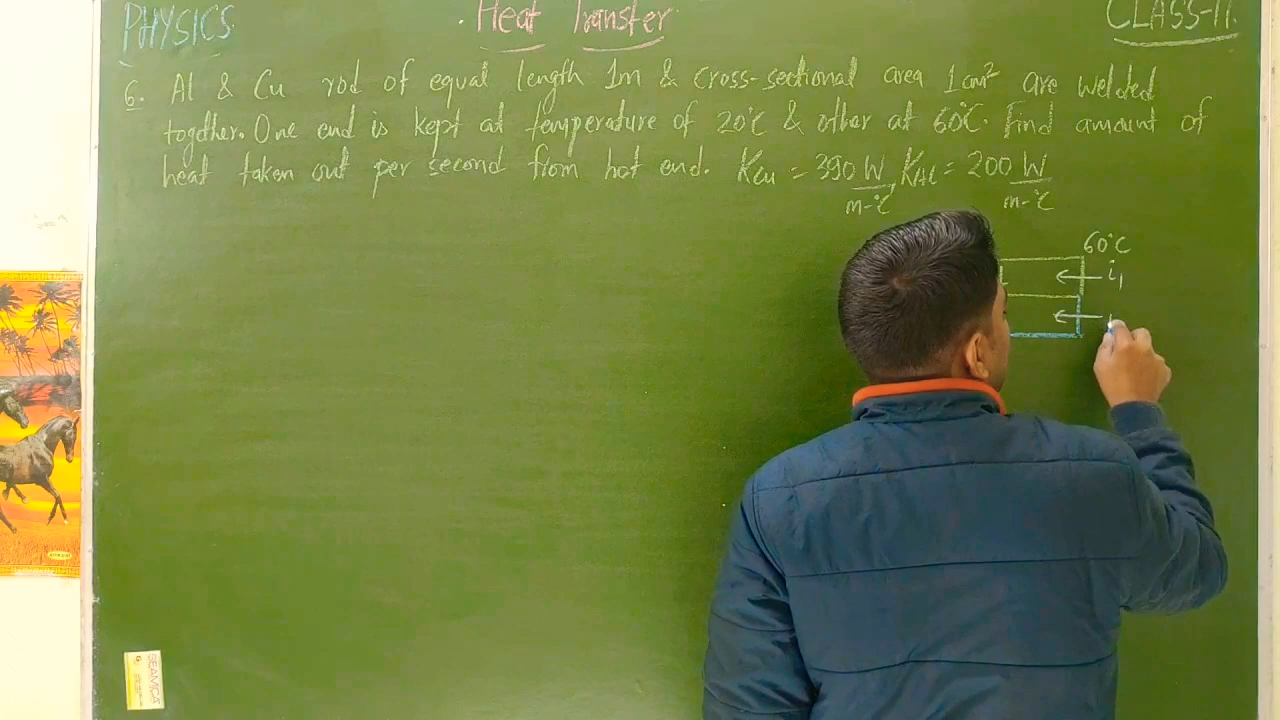 PHYSICS
Heat Transfer
CLASS-11.
6. Al & Cu rod of equal length 1m & cross-sectional area 1cm² are welded
together. One end is kept at temperature of 20°C & other at 60°C. Find amount of
heat taken out per second from hot end. K_Cu = 390 W/m-°C, K_Al = 200 W/m-°C
60°C
i₁